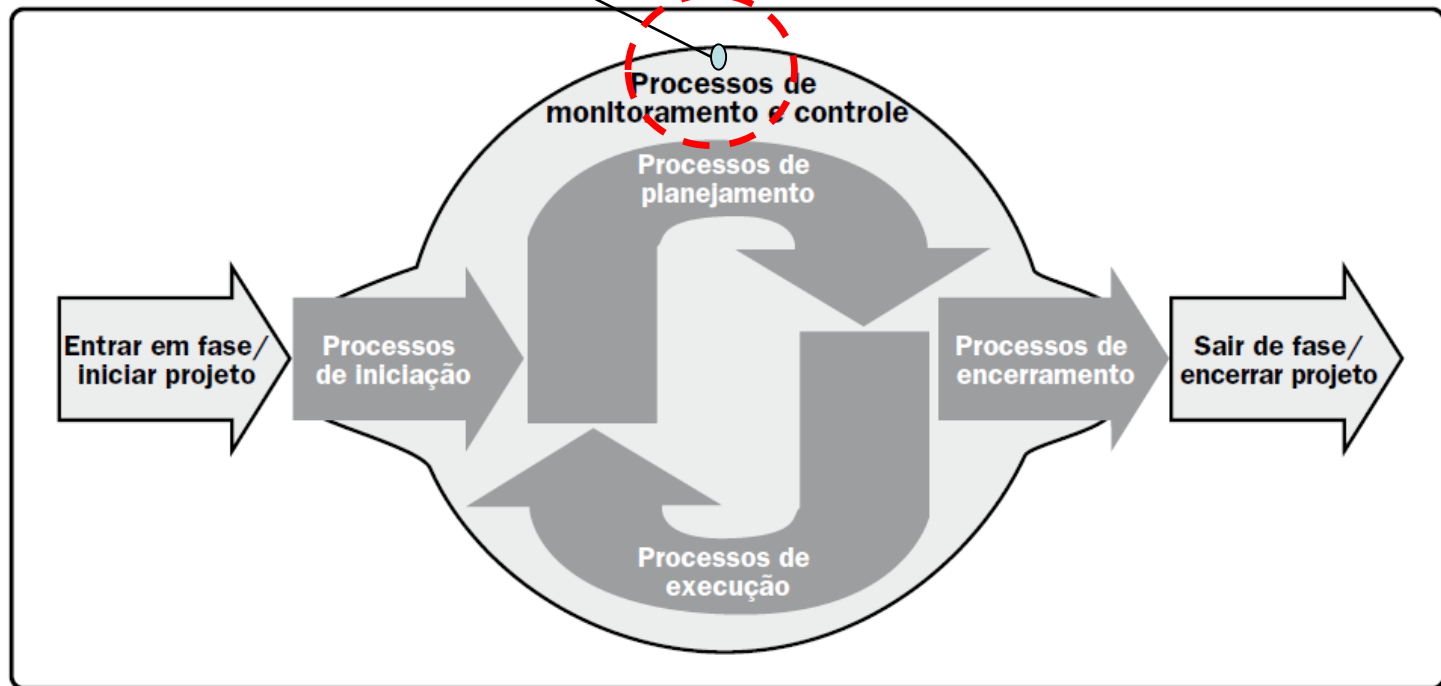 Processos de
monitoramento e controle
Processos de
planejamento
Entrar em fase/
iniciar projeto
Processos
de iniciação
Processos de
encerramento
Sair de fase/
encerrar projeto
Processos de
execução